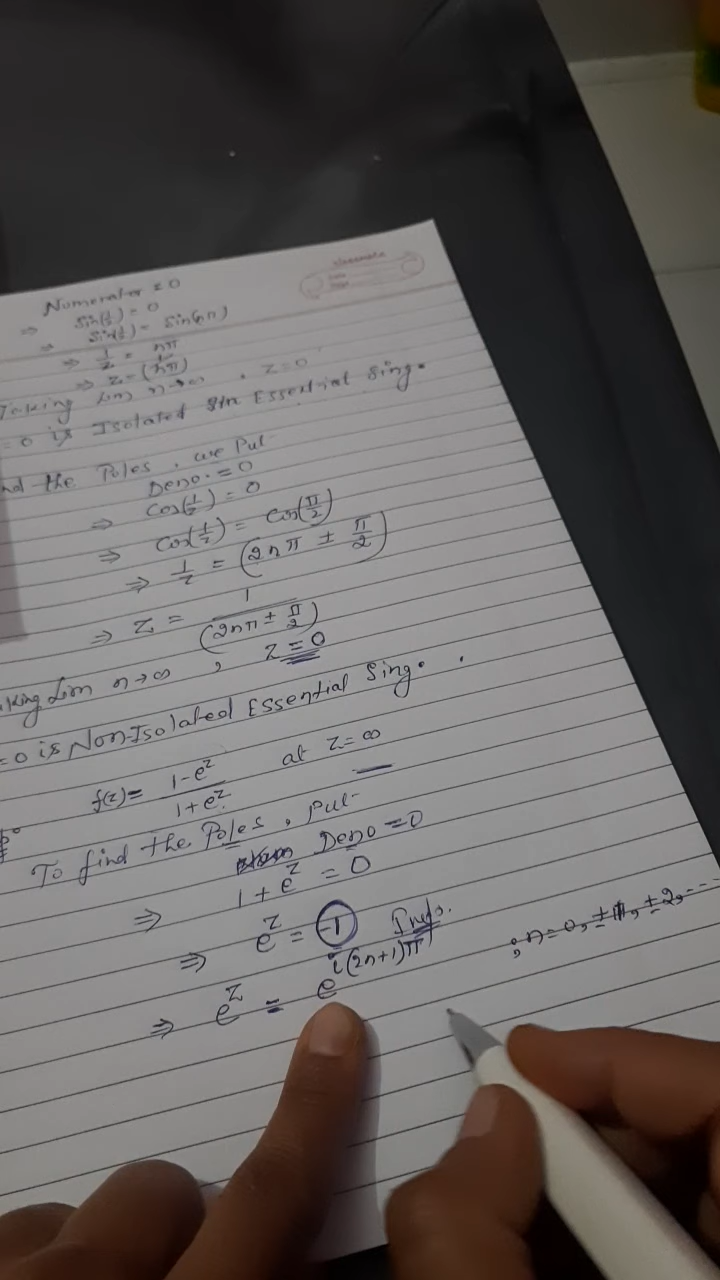 classmate
Numerator = 0
⇒ Sin(1/z) = 0
⇒ Sin(1/z) = Sin(nπ)
⇒ 1/z = nπ
⇒ z = (1/nπ)
Taking Lim n→∞ , z=0
=0 is Isolated Essential Sing.
nd the Poles, we Put
Deno. = 0
⇒ Cos(1/z) = 0
⇒ Cos(1/z) = Cos(π/2)
⇒ 1/z = (2nπ ± π/2)
⇒ z = 1/(2nπ ± π/2)
aking Lim n→∞ , z=0
=0 is Non-Isolated Essential Sing.
f(z) = 1-e^z/1+e^z at z=∞
To find the Poles, put
Deno = 0
⇒ 1+e^z = 0
⇒ e^z = -1
⇒ e^z = e^i(2n+1)π ; n=0, ±1, ±2, ---